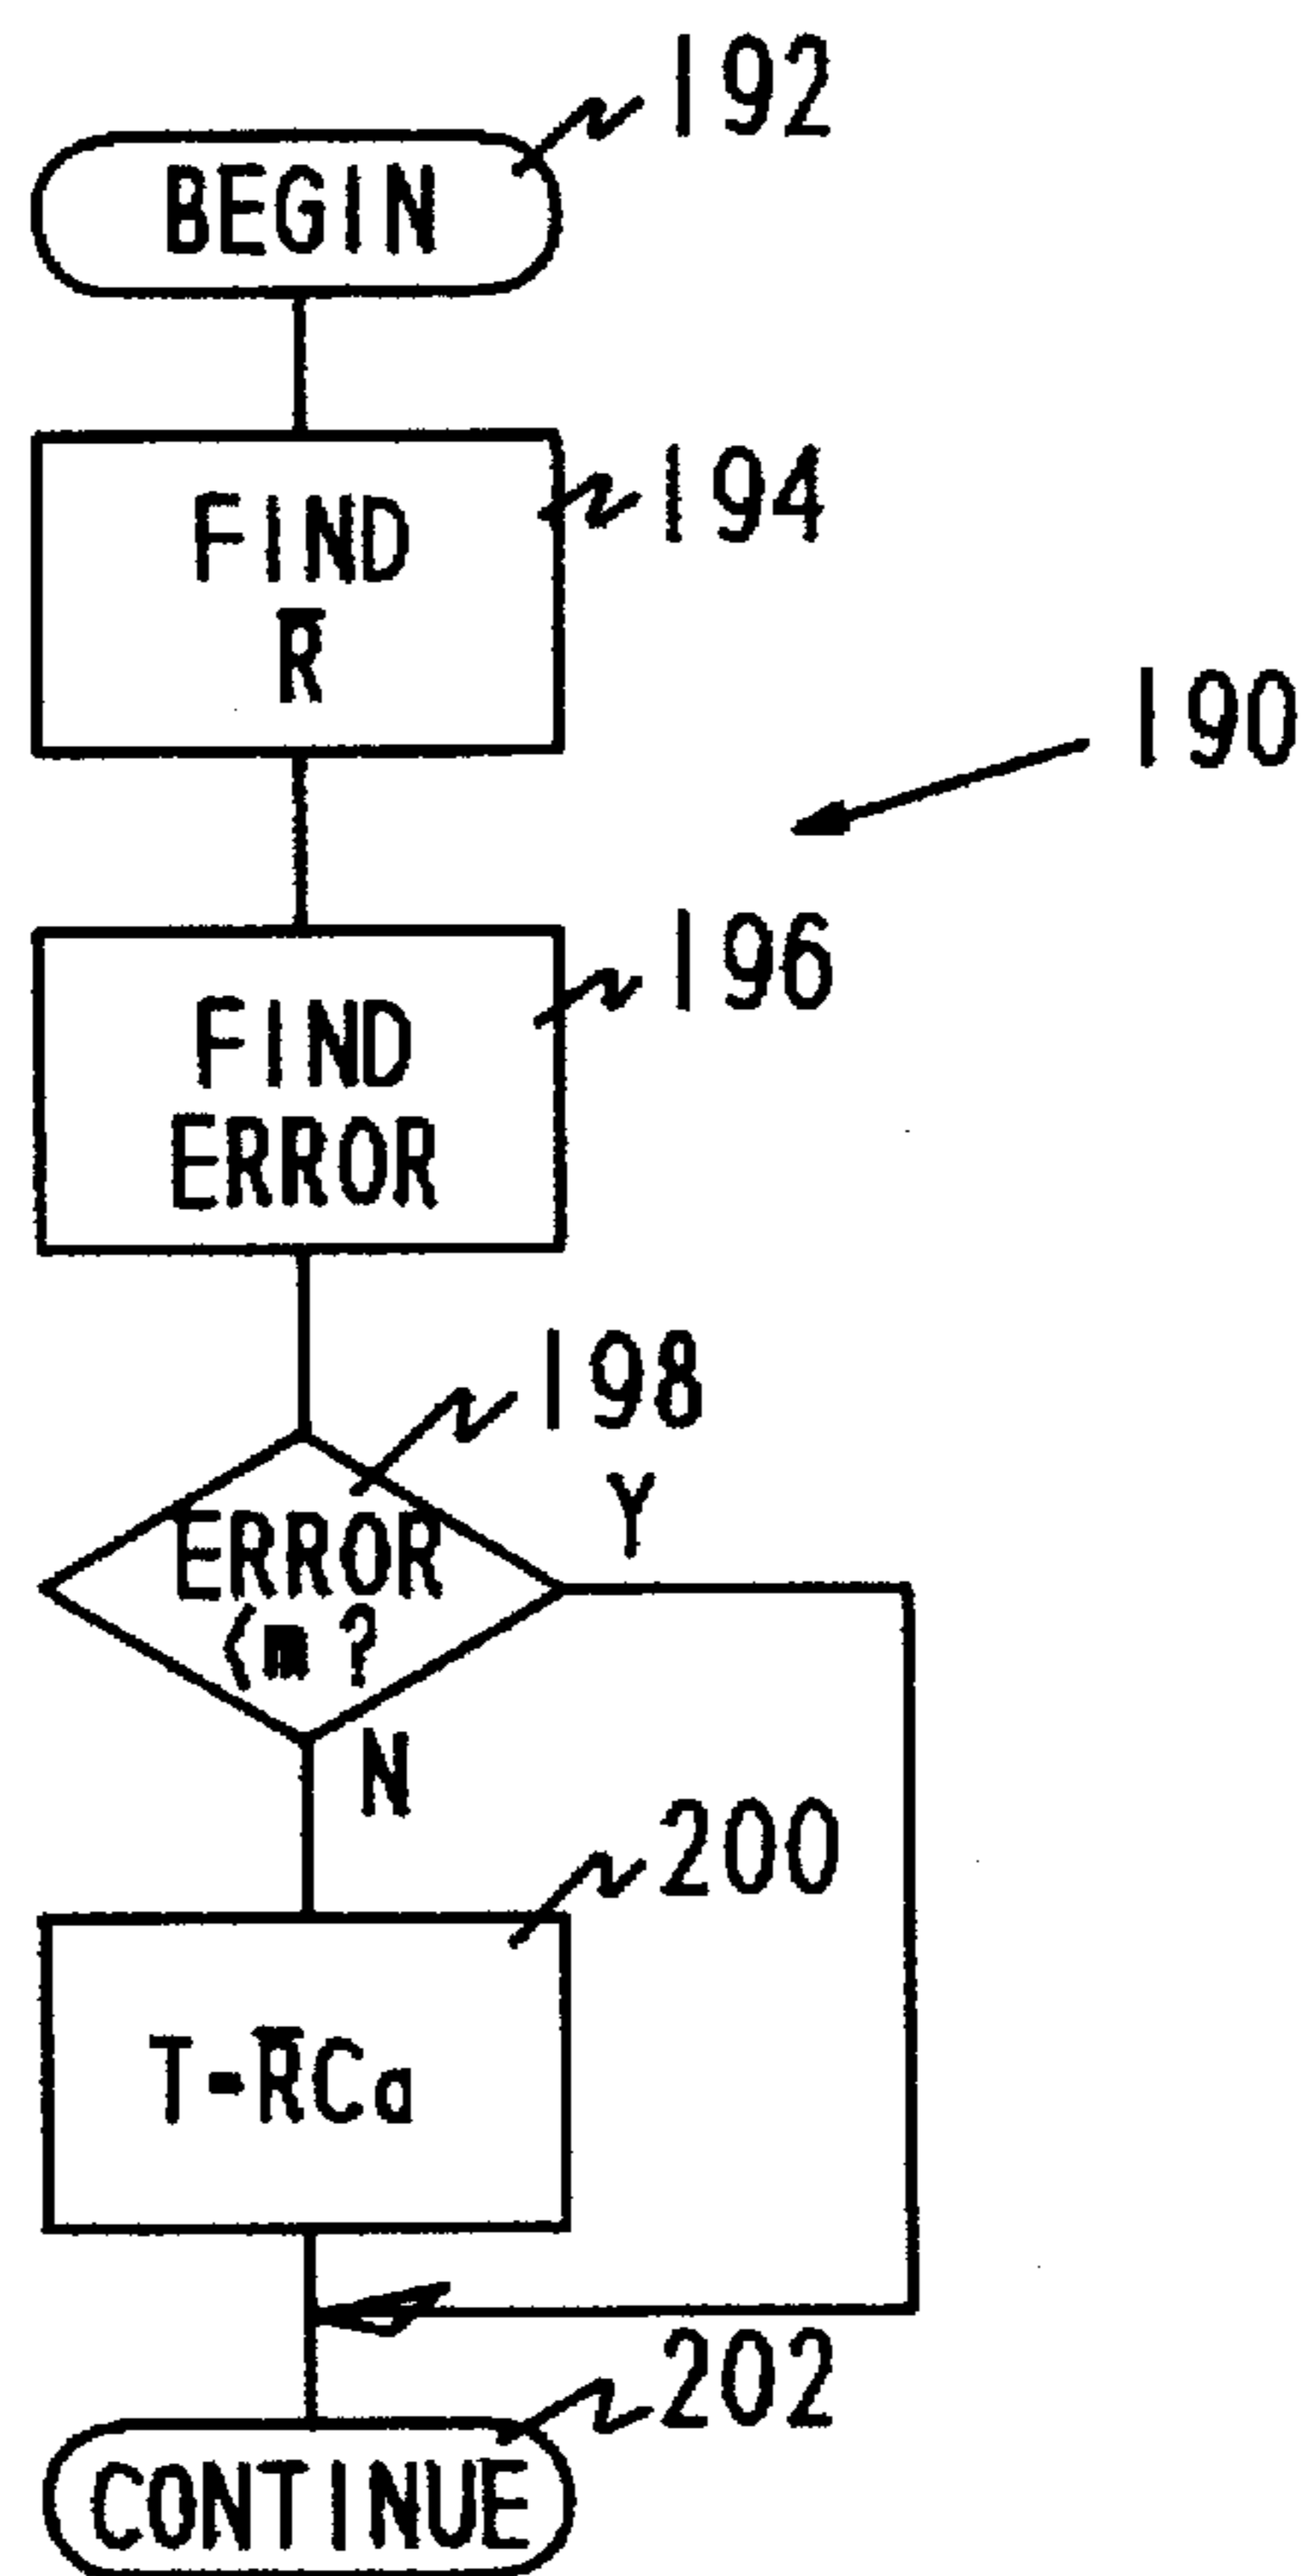 192
BEGIN
194
FIND
R̅
190
196
FIND
ERROR
198
Y
ERROR
<m ?
N
200
T=R̅Ca
202
CONTINUE